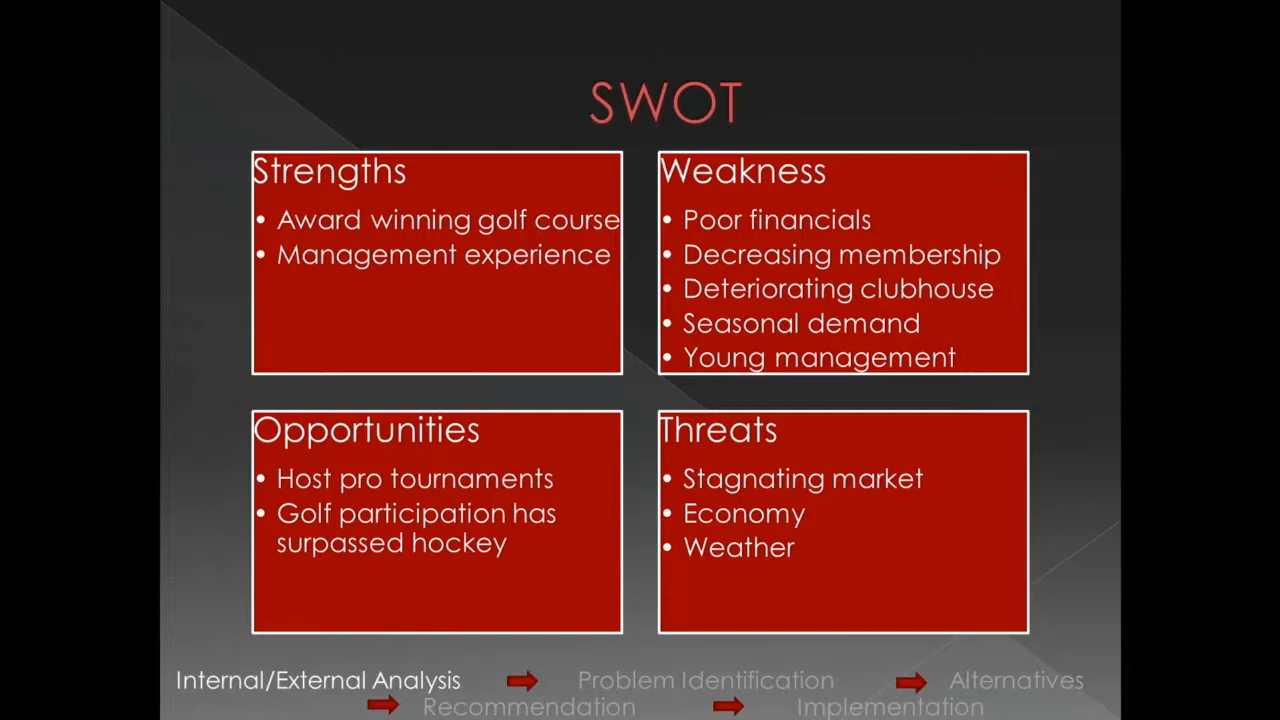 SWOT
Strengths
• Award winning golf course
• Management experience
Weakness
• Poor financials
• Decreasing membership
• Deteriorating clubhouse
• Seasonal demand
• Young management
Opportunities
• Host pro tournaments
• Golf participation has
surpassed hockey
Threats
• Stagnating market
• Economy
• Weather
Internal/External Analysis Problem Identification Alternatives
Recommendation Implementation